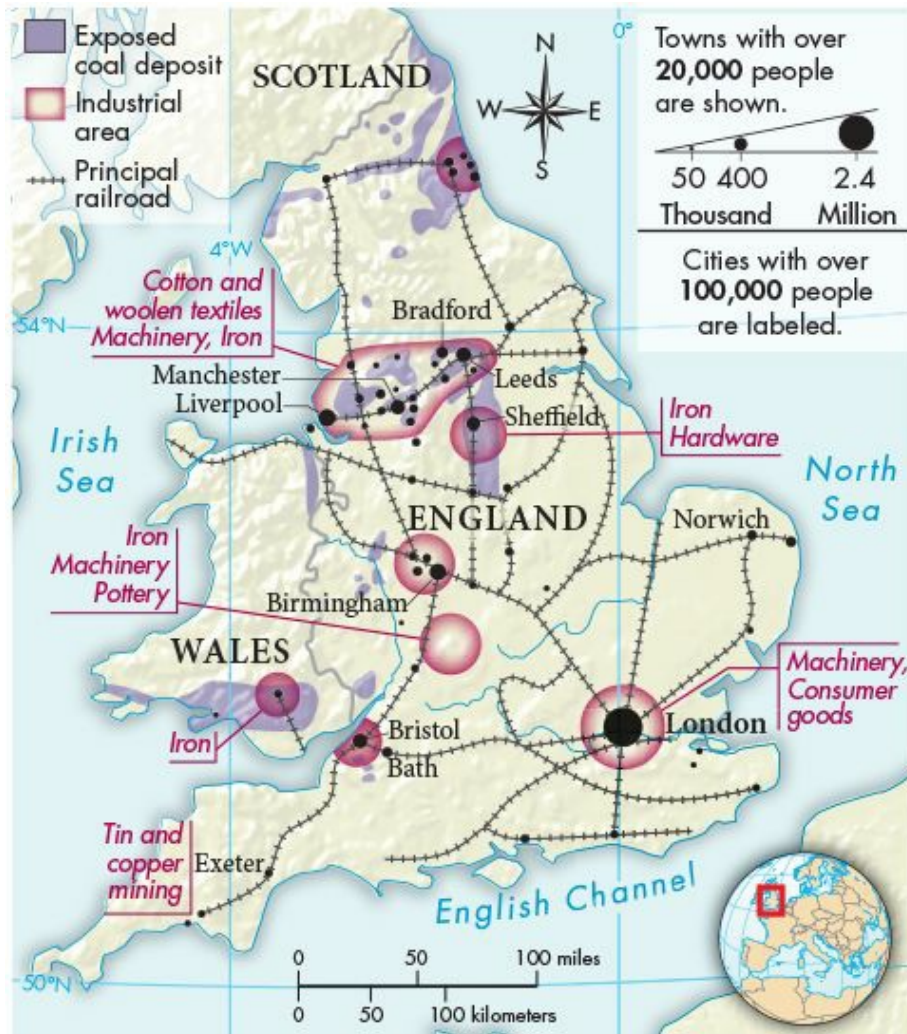 Exposed
coal deposit
Industrial
area
Principal
railroad
SCOTLAND
N
W
E
S
0°
Towns with over
20,000 people
are shown.
50 400
Thousand
2.4
Million
Cities with over
100,000 people
are labeled.
4°W
54°N
Cotton and
woolen textiles
Machinery, Iron
Bradford
Manchester
Leeds
Liverpool
Sheffield
Iron
Hardware
Irish
Sea
North
Sea
ENGLAND
Norwich
Iron
Machinery
Pottery
Birmingham
WALES
Machinery,
Consumer
goods
London
Iron
Bristol
Bath
Tin and
copper
mining
Exeter
English Channel
0 50 100 miles
0 50 100 kilometers
50°N